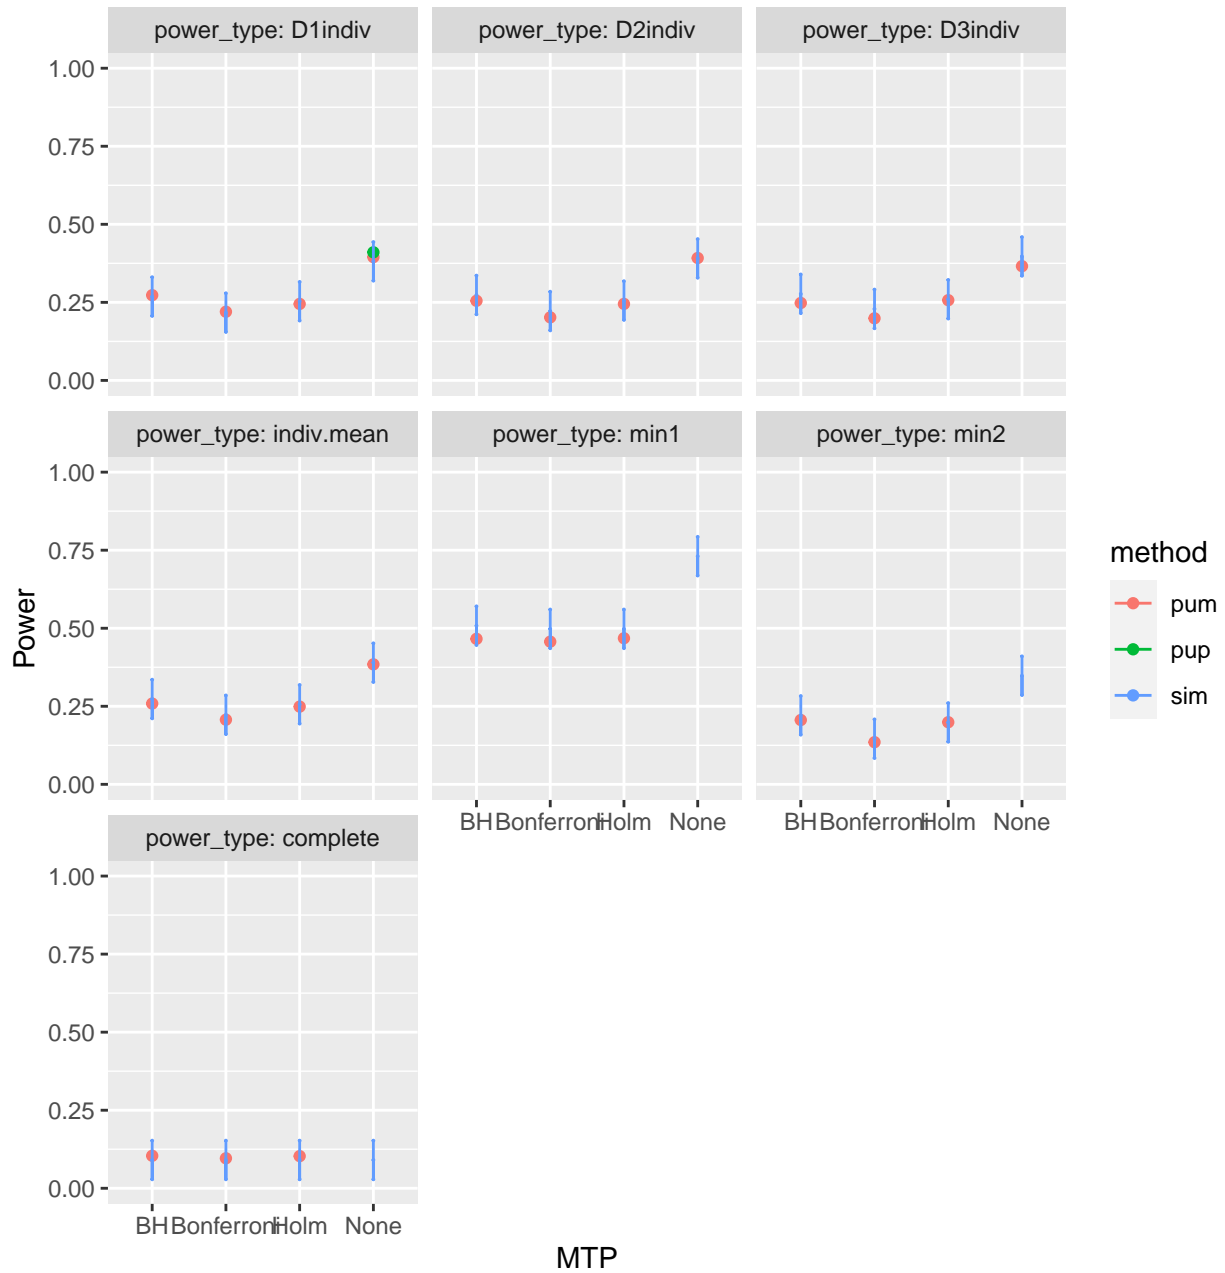 power_type: D1indiv
power_type: D2indiv
power_type: D3indiv
1.00
0.75
0.50
0.25
0.00
power_type: indiv.mean
power_type: min1
power_type: min2
1.00
0.75
0.50
0.25
0.00
BH Bonferroni Holm None
BH Bonferroni Holm None
power_type: complete
1.00
0.75
0.50
0.25
0.00
BH Bonferroni Holm None
MTP
Power
method
pum
pup
sim